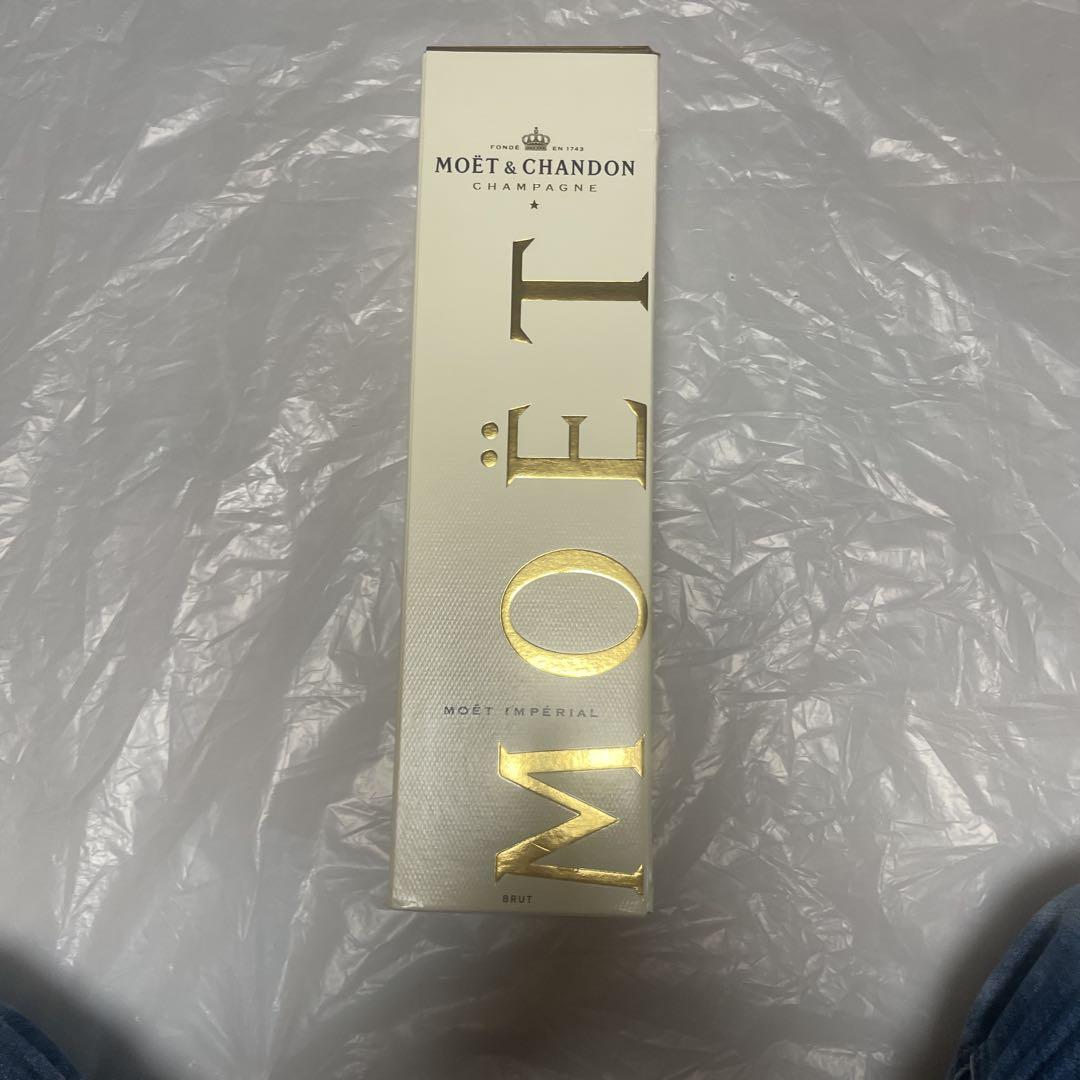 FONDÉ EN 1743
MOËT & CHANDON
CHAMPAGNE
MOËT
MOËT IMPÉRIAL
BRUT